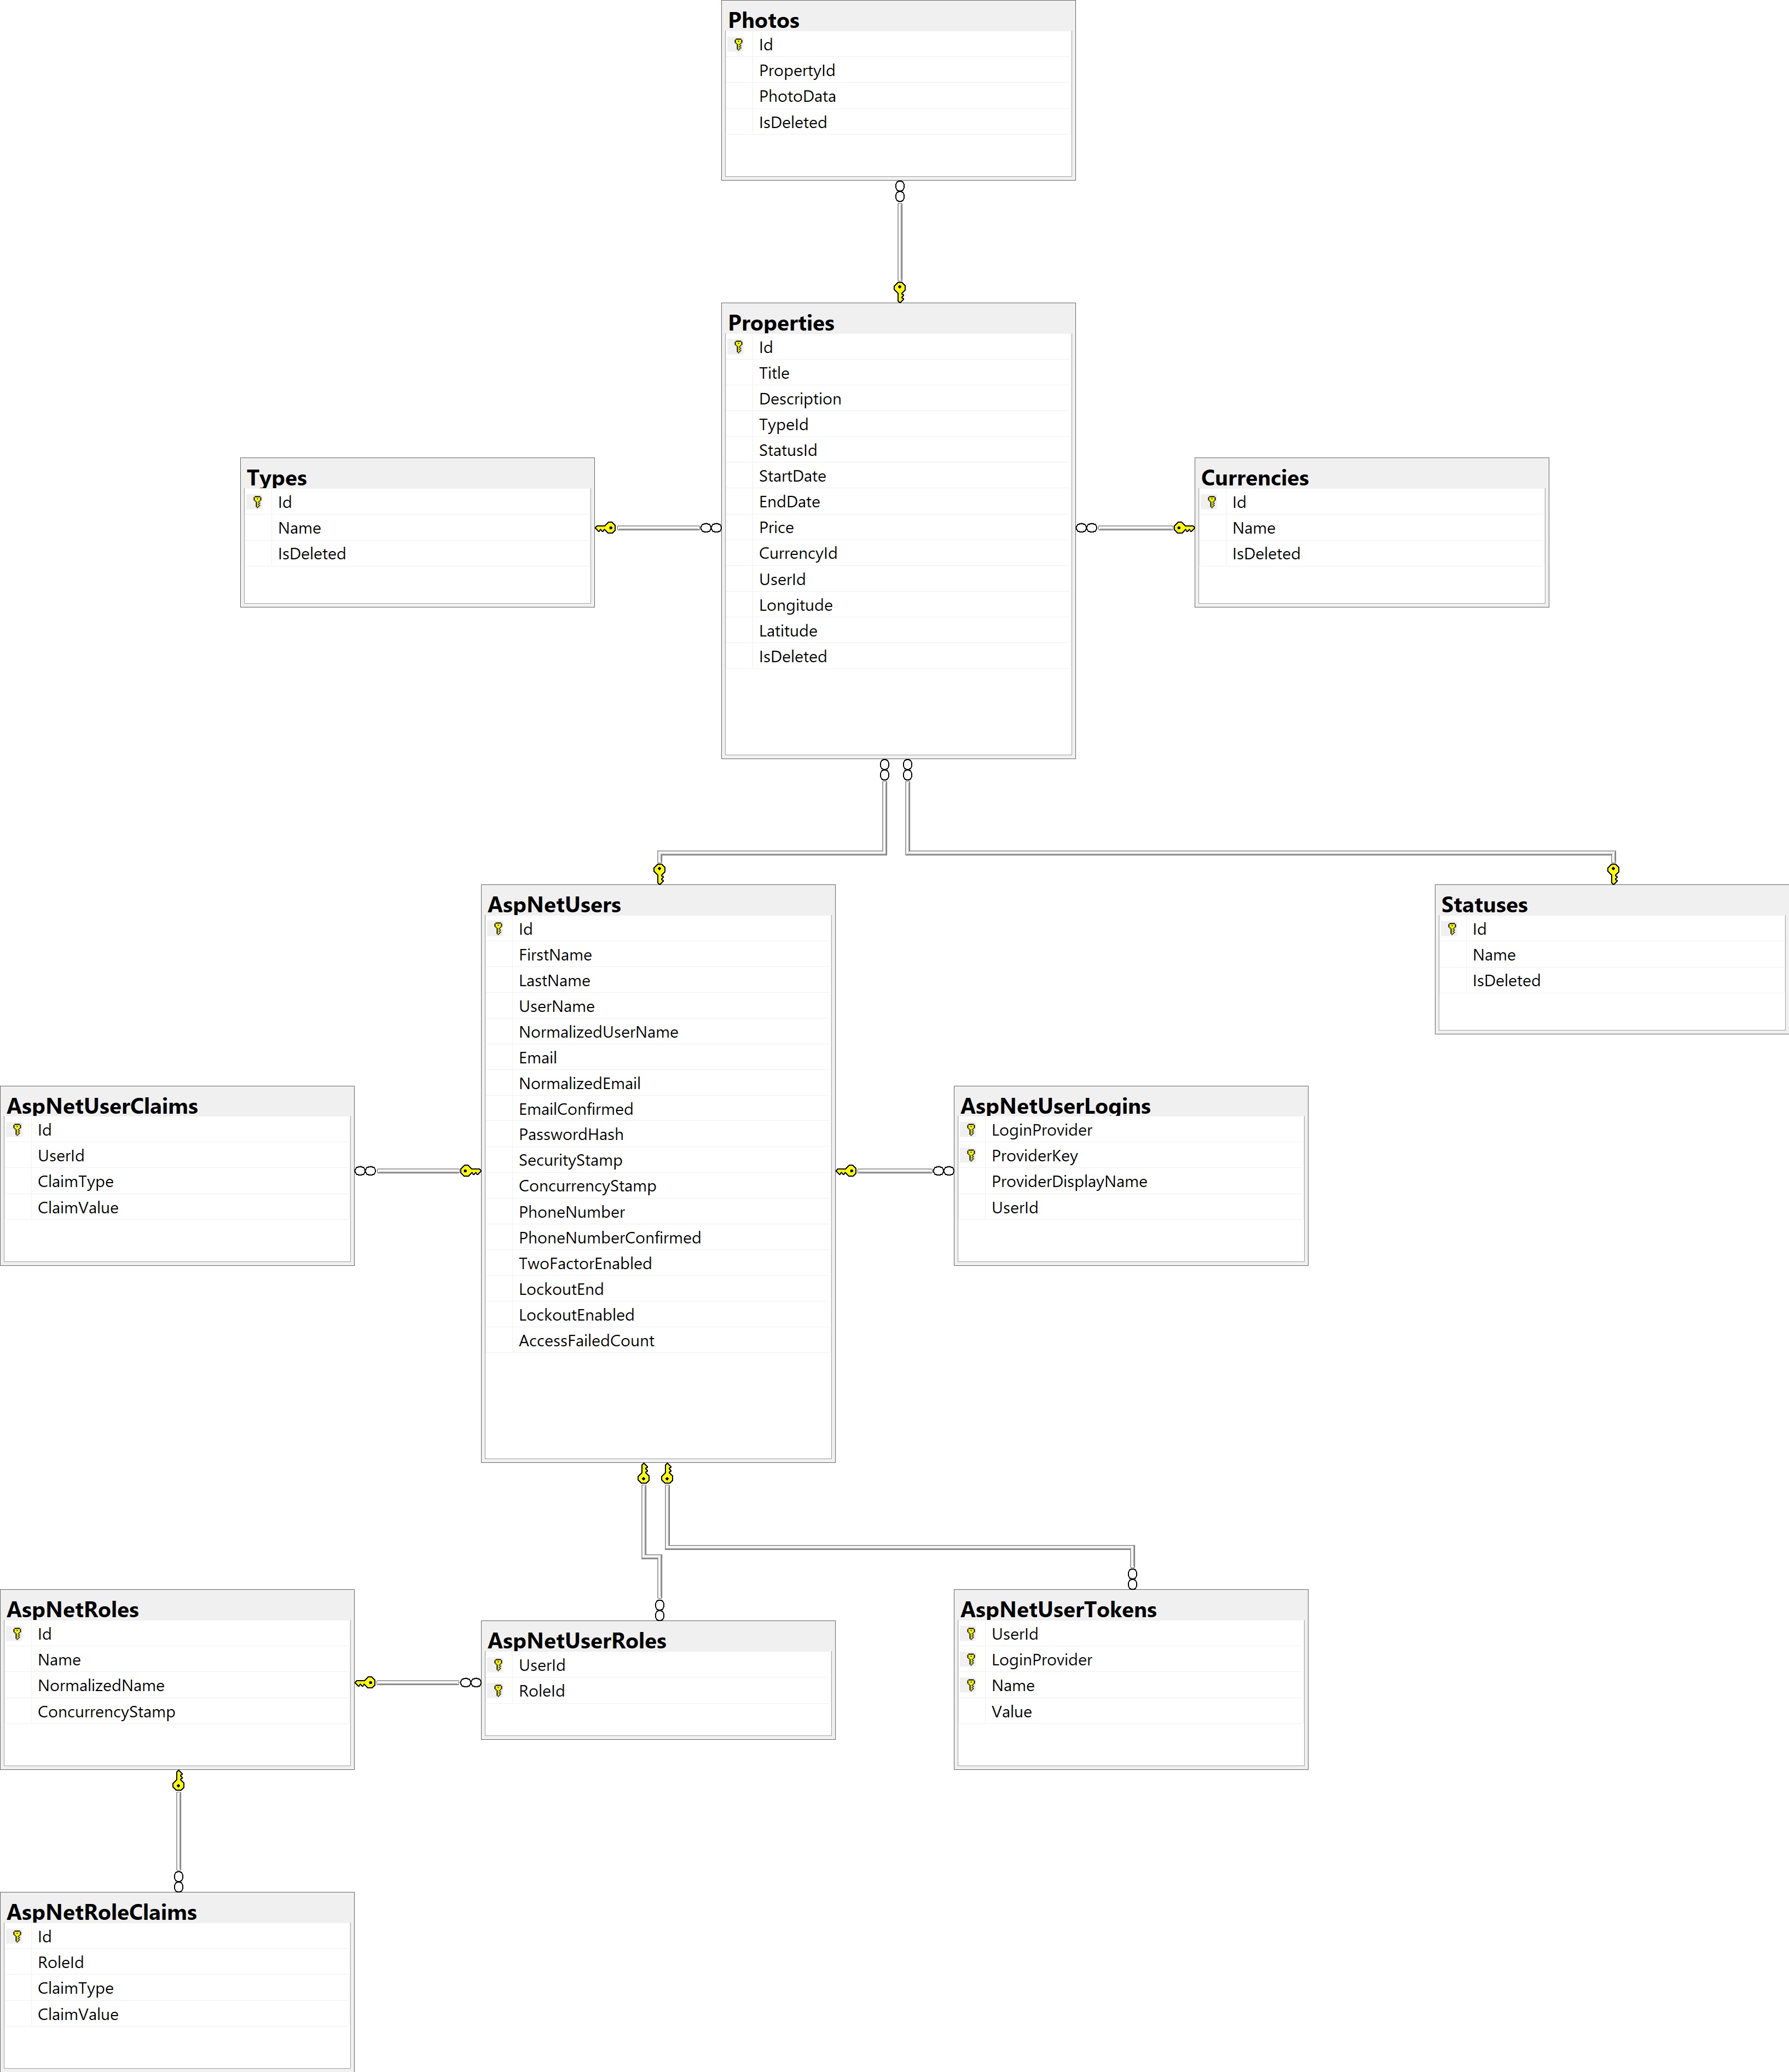 Photos
Id
PropertyId
PhotoData
IsDeleted
Properties
Id
Title
Description
TypeId
StatusId
StartDate
EndDate
Price
CurrencyId
UserId
Longitude
Latitude
IsDeleted
Types
Id
Name
IsDeleted
Currencies
Id
Name
IsDeleted
AspNetUsers
Id
FirstName
LastName
UserName
NormalizedUserName
Email
NormalizedEmail
EmailConfirmed
PasswordHash
SecurityStamp
ConcurrencyStamp
PhoneNumber
PhoneNumberConfirmed
TwoFactorEnabled
LockoutEnd
LockoutEnabled
AccessFailedCount
Statuses
Id
Name
IsDeleted
AspNetUserClaims
Id
UserId
ClaimType
ClaimValue
AspNetUserLogins
LoginProvider
ProviderKey
ProviderDisplayName
UserId
AspNetRoles
Id
Name
NormalizedName
ConcurrencyStamp
AspNetUserRoles
UserId
RoleId
AspNetUserTokens
UserId
LoginProvider
Name
Value
AspNetRoleClaims
Id
RoleId
ClaimType
ClaimValue